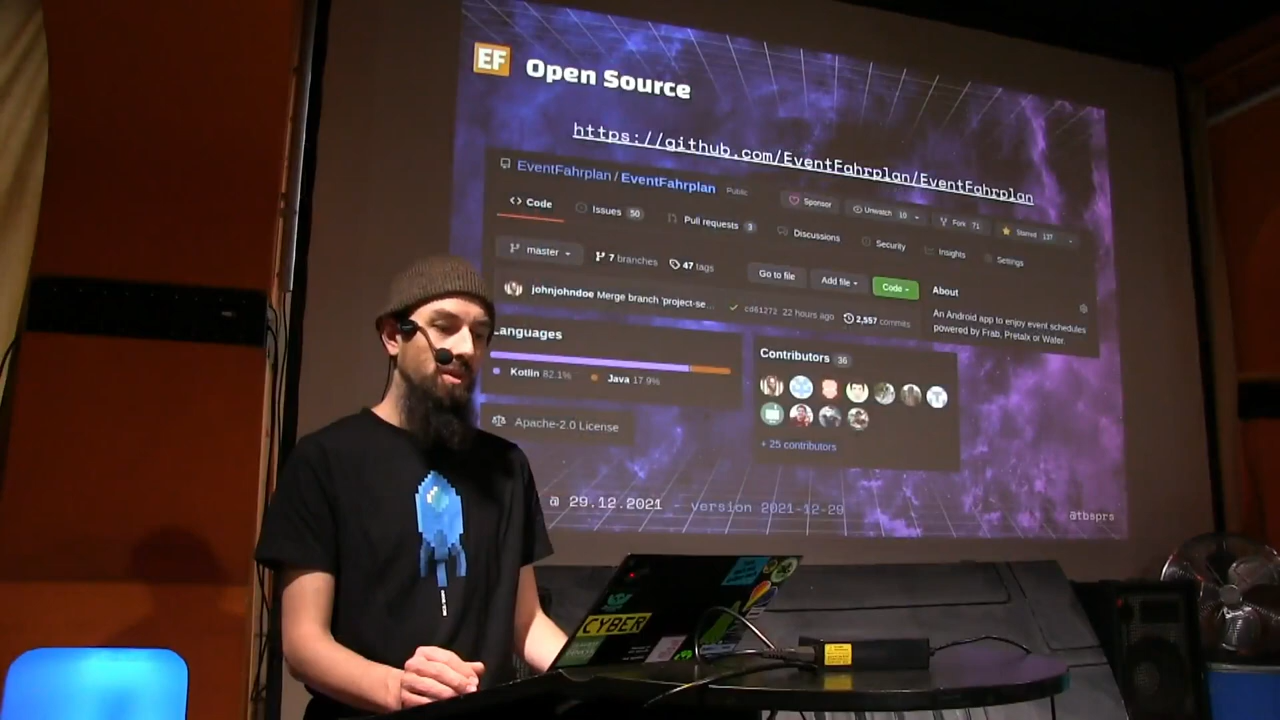 EF Open Source
https://github.com/EventFahrplan/EventFahrplan
EventFahrplan / EventFahrplan Public
Sponsor Unwatch 10 Fork 71 Starred 137
Code Issues 50 Pull requests 3 Discussions Security Insights Settings
master 7 branches 47 tags Go to file Add file Code
About
johnjohndoe Merge branch 'project-se... cd61272 22 hours ago 2,557 commits
An Android app to enjoy event schedules
powered by Frab, Pretalx or Wafer.
Languages
Kotlin 82.1% Java 17.9%
Contributors 36
+ 25 contributors
Apache-2.0 License
@ 29.12.2021 - version 2021-12-29
@tbsprs
CYBER